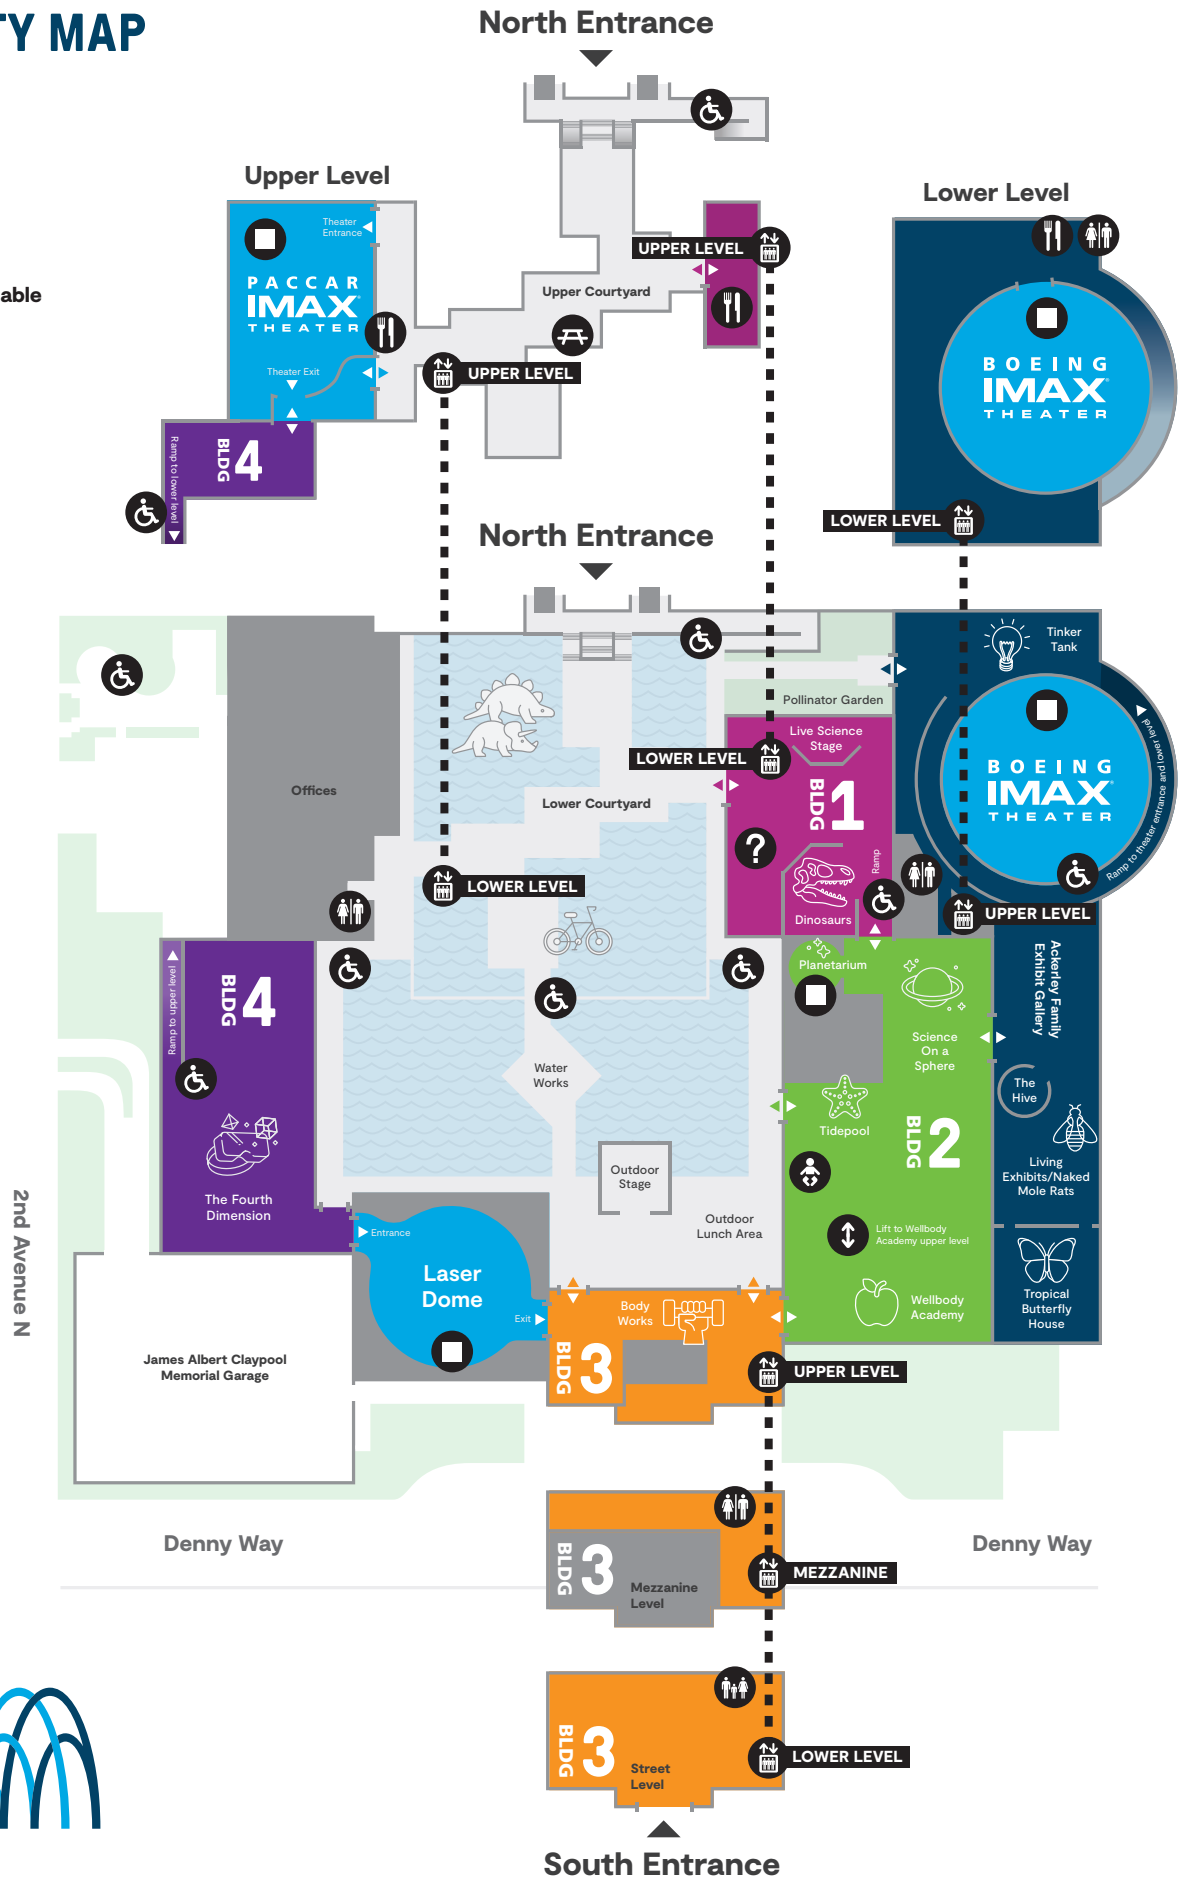 TY MAP
North Entrance
Upper Level
Lower Level
Theater
Entrance
PACCAR
IMAX
THEATER
Theater Exit
able
UPPER LEVEL
Upper Courtyard
UPPER LEVEL
BOEING
IMAX
THEATER
Ramp to lower level
BLDG 4
LOWER LEVEL
North Entrance
Tinker
Tank
Pollinator Garden
Live Science
Stage
LOWER LEVEL
BLDG 1
Offices
Lower Courtyard
BOEING
IMAX
THEATER
Ramp to theater entrance and lower level
Ramp
LOWER LEVEL
Dinosaurs
UPPER LEVEL
Planetarium
Ackerley Family
Exhibit Gallery
Ramp to upper level
BLDG 4
Science
On a
Sphere
Water
Works
The
Hive
Tidepool
BLDG 2
Outdoor
Stage
Living
Exhibits/Naked
Mole Rats
The Fourth
Dimension
Outdoor
Lunch Area
Lift to Wellbody
Academy upper level
Entrance
2nd Avenue N
Laser
Dome
Exit
Body
Works
Wellbody
Academy
Tropical
Butterfly
House
BLDG 3
James Albert Claypool
Memorial Garage
UPPER LEVEL
Denny Way
Denny Way
BLDG 3
Mezzanine
Level
MEZZANINE
BLDG 3
Street
Level
LOWER LEVEL
South Entrance